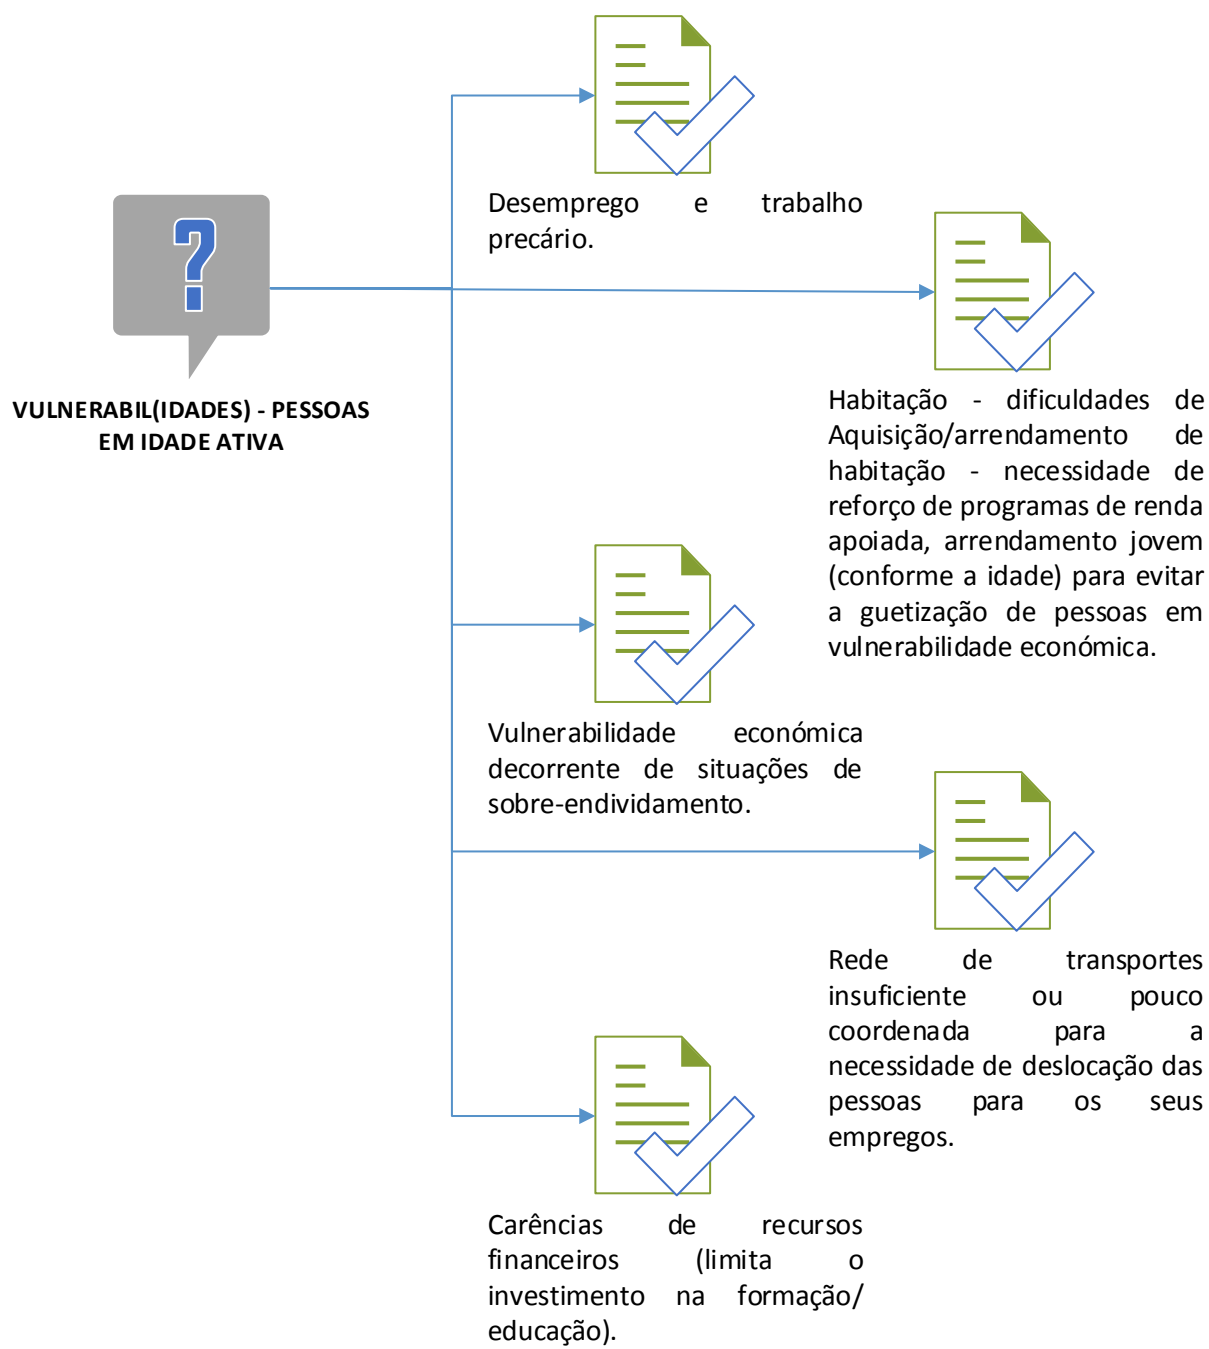 ?
VULNERABIL(IDADES) - PESSOAS
EM IDADE ATIVA
Desemprego e trabalho
precário.
Habitação - dificuldades de
Aquisição/arrendamento de
habitação - necessidade de
reforço de programas de renda
apoiada, arrendamento jovem
(conforme a idade) para evitar
a guetização de pessoas em
vulnerabilidade económica.
Vulnerabilidade económica
decorrente de situações de
sobre-endividamento.
Rede de transportes
insuficiente ou pouco
coordenada para a
necessidade de deslocação das
pessoas para os seus
empregos.
Carências de recursos
financeiros (limita o
investimento na formação/
educação).